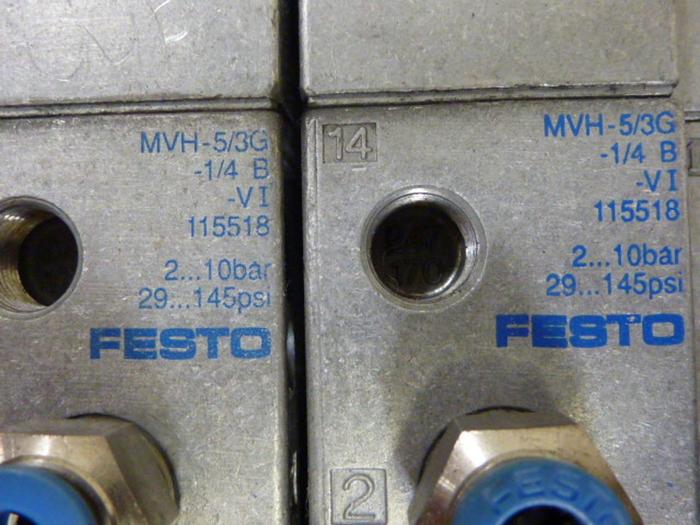 MVH-5/3G
-1/4 B
-VI
115518
2...10bar
29...145psi
FESTO
14
MVH-5/3G
-1/4 B
-VI
115518
2...10bar
29...145psi
FESTO
2
FESTO